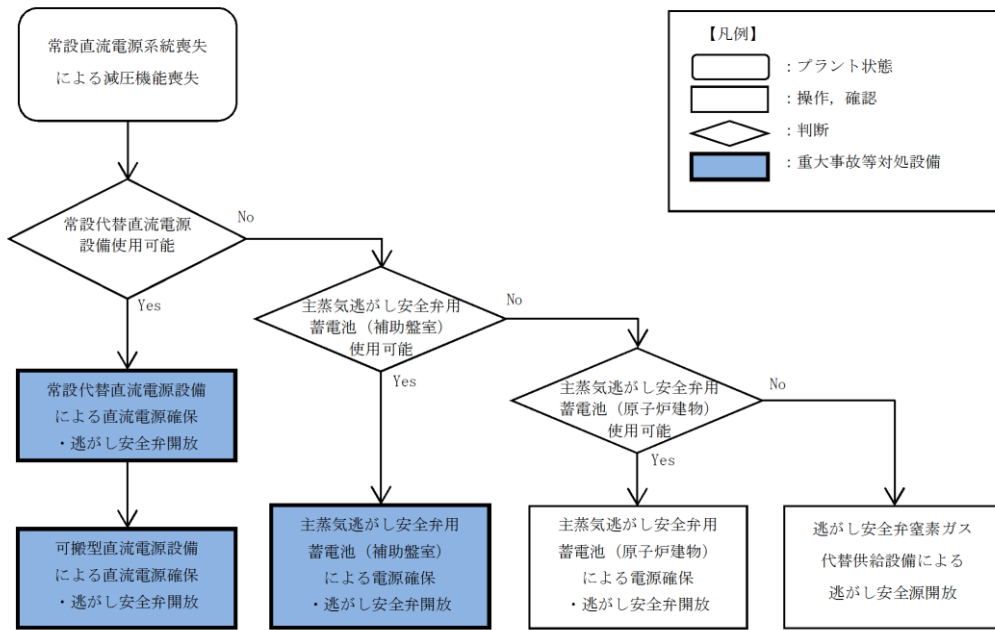 常設直流電源系統喪失
による減圧機能喪失
【凡例】
：プラント状態
：操作，確認
：判断
：重大事故等対処設備
常設代替直流電源
設備使用可能
No
Yes
主蒸気逃がし安全弁用
蓄電池（補助盤室）
使用可能
No
Yes
主蒸気逃がし安全弁用
蓄電池（原子炉建物）
使用可能
No
Yes
常設代替直流電源設備
による直流電源確保
・逃がし安全弁開放
可搬型直流電源設備
による直流電源確保
・逃がし安全弁開放
主蒸気逃がし安全弁用
蓄電池（補助盤室）
による電源確保
・逃がし安全弁開放
主蒸気逃がし安全弁用
蓄電池（原子炉建物）
による電源確保
・逃がし安全弁開放
逃がし安全弁窒素ガス
代替供給設備による
逃がし安全源開放